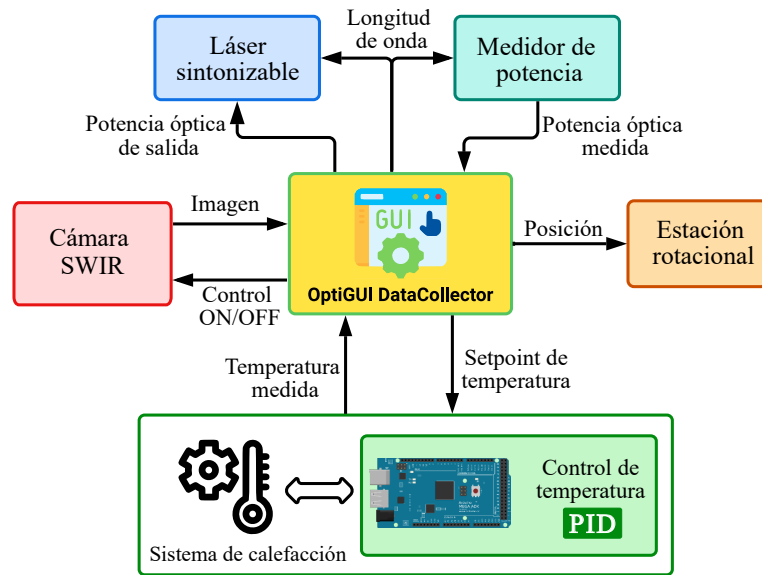 Láser
sintonizable
Longitud
de onda
Medidor de
potencia
Potencia óptica
de salida
Potencia óptica
medida
Cámara
SWIR
Imagen
Control
ON/OFF
GUI
OptiGUI DataCollector
Posición
Estación
rotacional
Temperatura
medida
Setpoint de
temperatura
Sistema de calefacción
Control de
temperatura
PID